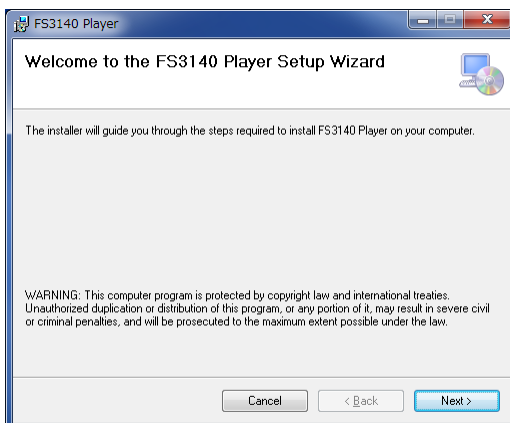 FS3140 Player
Welcome to the FS3140 Player Setup Wizard
The installer will guide you through the steps required to install FS3140 Player on your computer.
WARNING: This computer program is protected by copyright law and international treaties.
Unauthorized duplication or distribution of this program, or any portion of it, may result in severe civil
or criminal penalties, and will be prosecuted to the maximum extent possible under the law.
Cancel
< Back
Next >